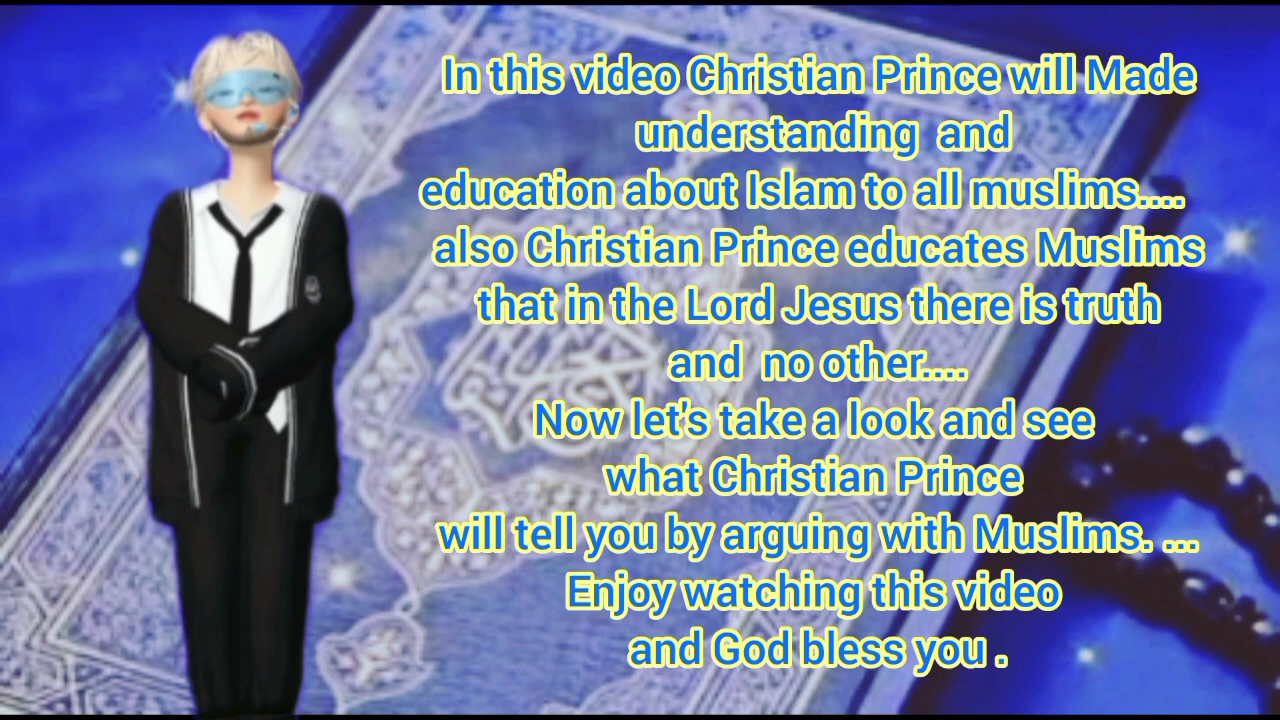 In this video Christian Prince will Made
understanding and
education about Islam to all muslims....
also Christian Prince educates Muslims
that in the Lord Jesus there is truth
and no other....
Now let's take a look and see
what Christian Prince
will tell you by arguing with Muslims. ...
Enjoy watching this video
and God bless you .